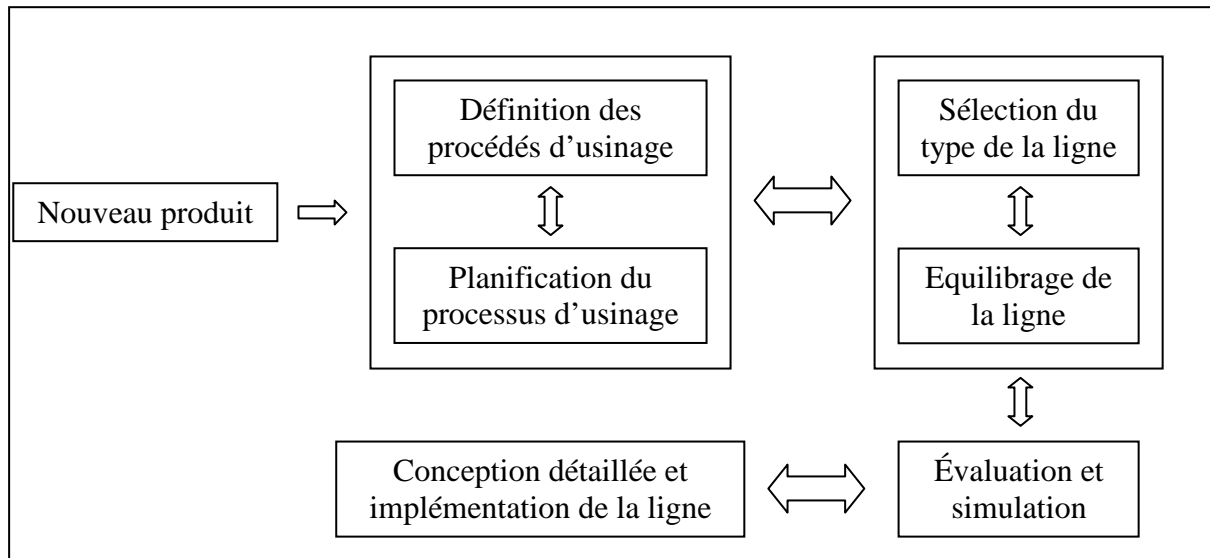 Nouveau produit
Définition des
procédés d'usinage
Planification du
processus d'usinage
Sélection du
type de la ligne
Equilibrage de
la ligne
Conception détaillée et
implémentation de la ligne
Évaluation et
simulation